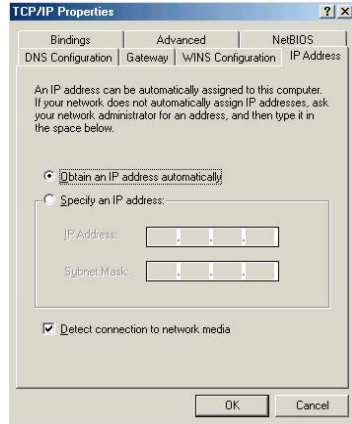 TCP/IP Properties
Bindings Advanced NetBIOS
DNS Configuration Gateway WINS Configuration IP Address
An IP address can be automatically assigned to this computer.
If your network does not automatically assign IP addresses, ask
your network administrator for an address, and then type it in
the space below.
Obtain an IP address automatically
Specify an IP address:
IP Address:
Subnet Mask:
Detect connection to network media
OK Cancel